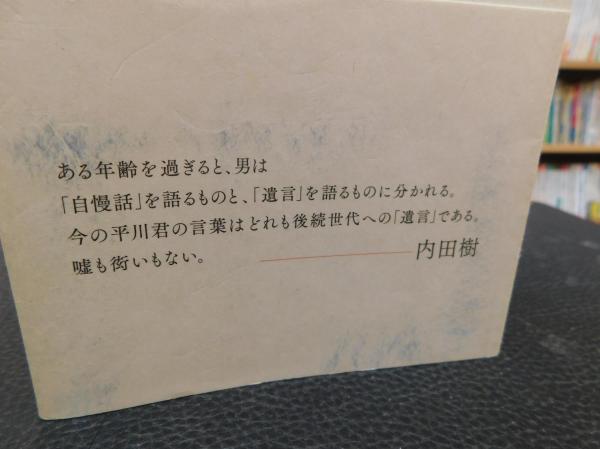 ある年齢を過ぎると、男は
「自慢話」を語るものと、「遺言」を語るものに分かれる。
今の平川君の言葉はどれも後続世代への「遺言」である。
嘘も衒いもない。
内田樹